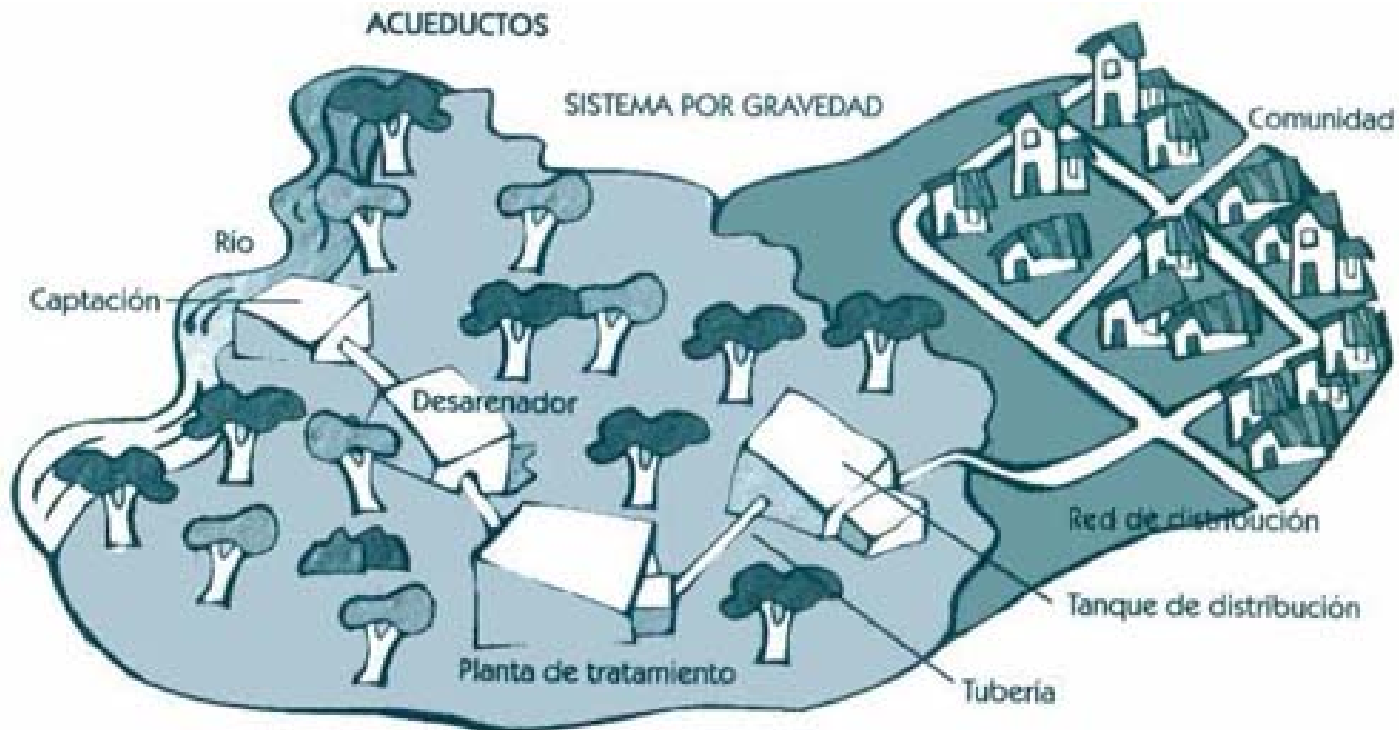 ACUEDUCTOS
SISTEMA POR GRAVEDAD
Comunidad
Río
Captación
Desarenador
Red de distribución
Tanque de distribución
Planta de tratamiento
Tubería